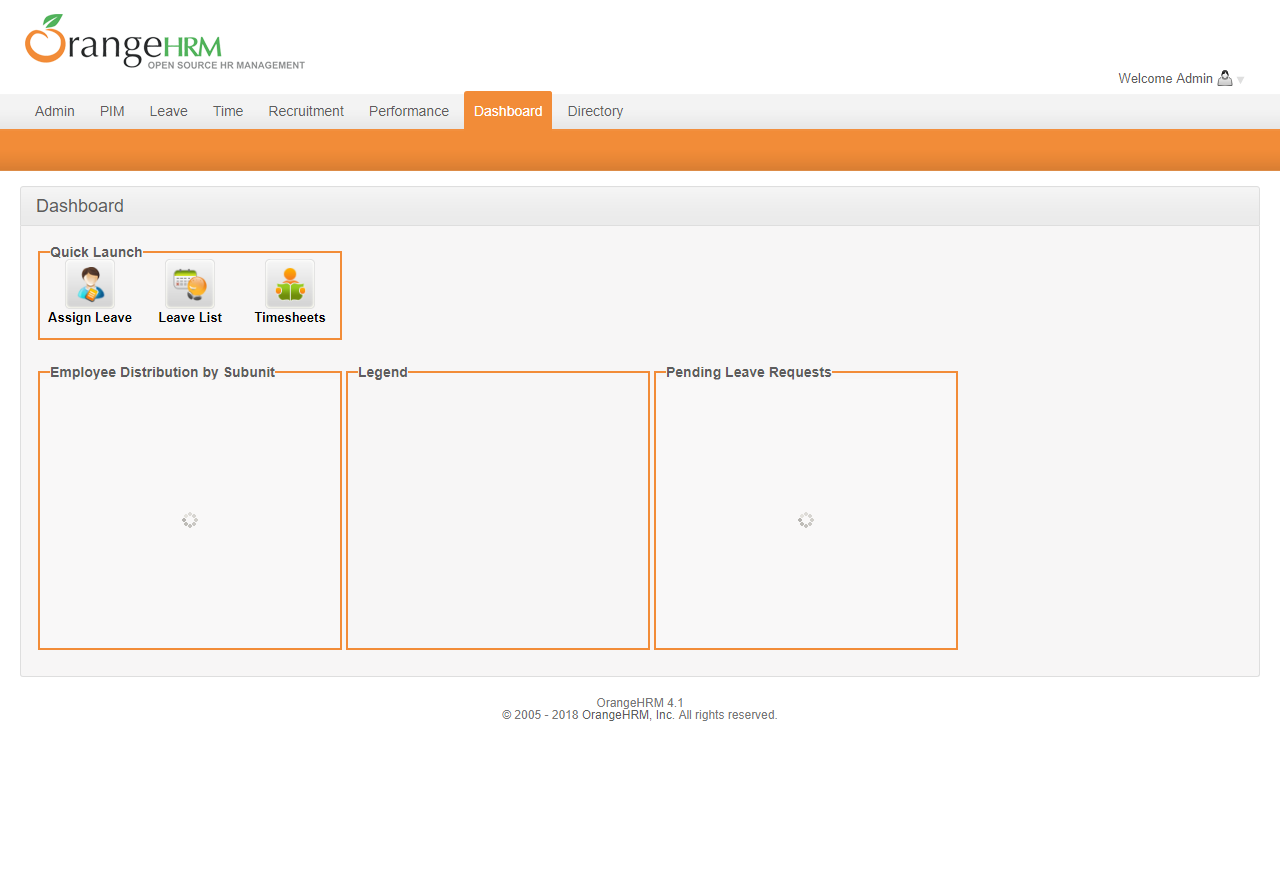 OrangeHRM
OPEN SOURCE HR MANAGEMENT
Welcome Admin
Admin PIM Leave Time Recruitment Performance Dashboard Directory
Dashboard
Quick Launch
Assign Leave Leave List Timesheets
Employee Distribution by Subunit Legend Pending Leave Requests
OrangeHRM 4.1
© 2005 - 2018 OrangeHRM, Inc. All rights reserved.